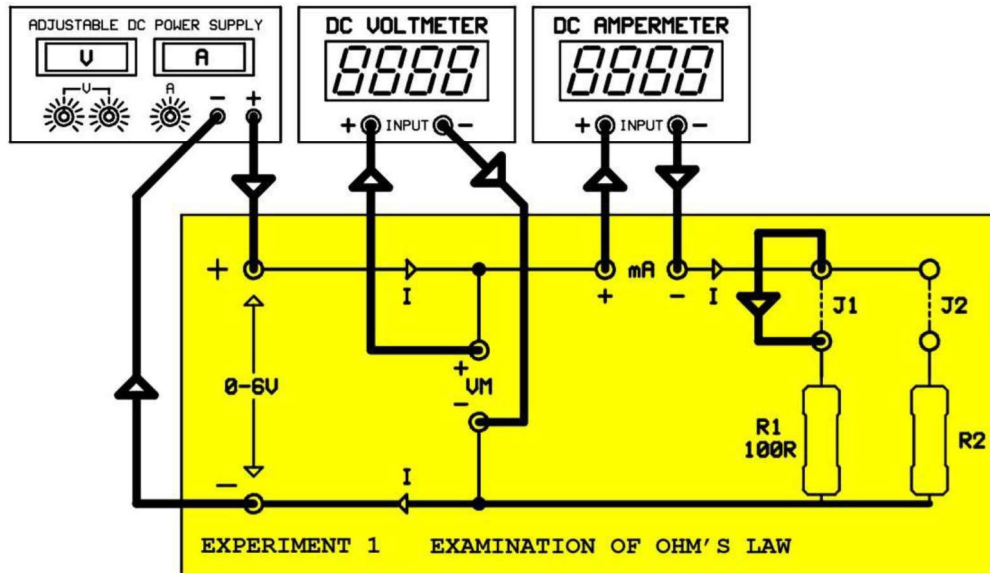 ADJUSTABLE DC POWER SUPPLY
V A
V A
- +
DC VOLTMETER
8888
+ INPUT -
DC AMPERMETER
8888
+ INPUT -
+ I mA I
+ -
J1 J2
0-6V
+
VM
-
R1
100R
R2
- I
EXPERIMENT 1 EXAMINATION OF OHM'S LAW